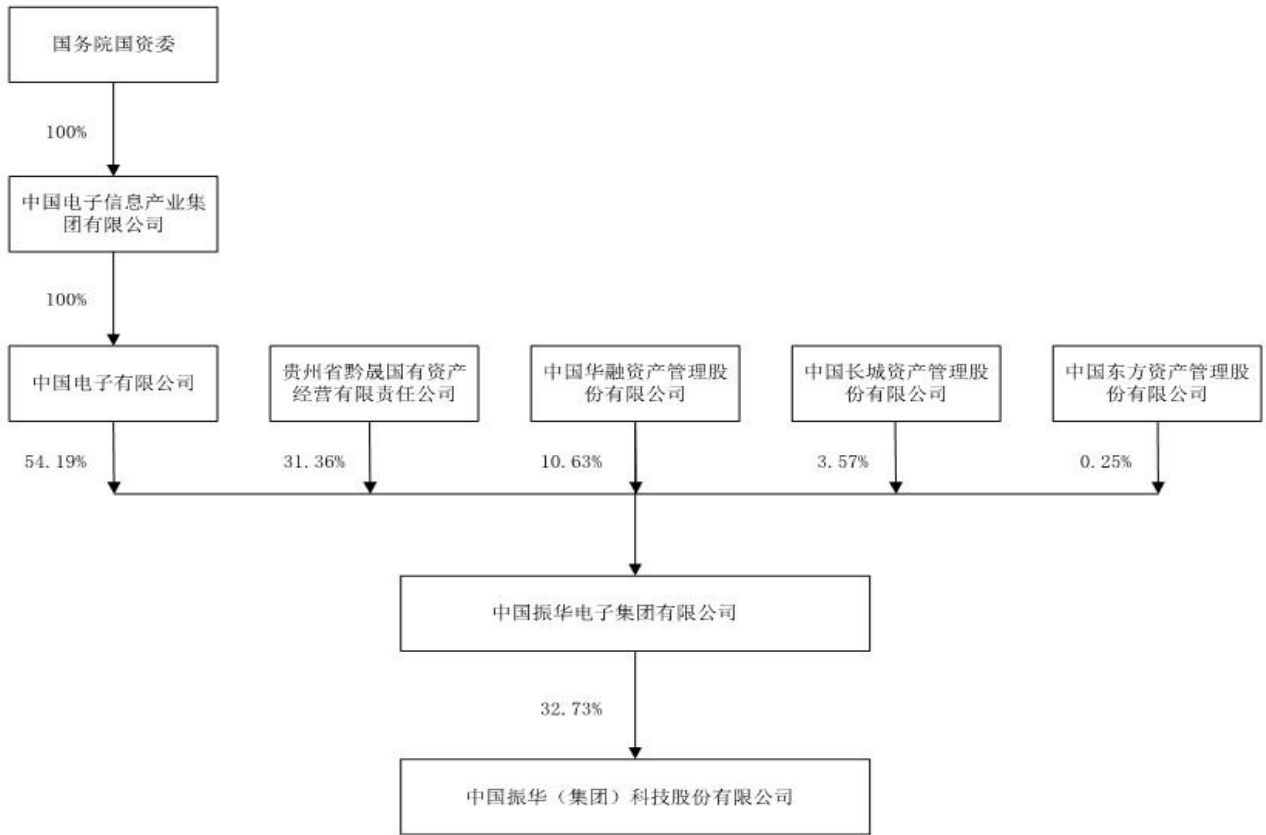 国务院国资委
100%
中国电子信息产业集
团有限公司
100%
中国电子有限公司
贵州省黔晟国有资产
经营有限责任公司
中国华融资产管理股
份有限公司
中国长城资产管理股
份有限公司
中国东方资产管理股
份有限公司
54.19%
31.36%
10.63%
3.57%
0.25%
中国振华电子集团有限公司
32.73%
中国振华（集团）科技股份有限公司